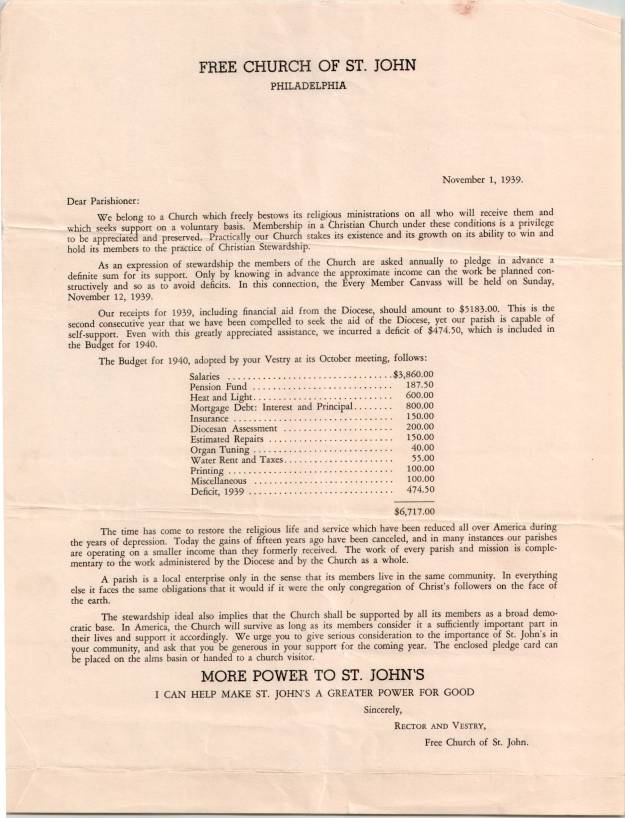 FREE CHURCH OF ST. JOHN
PHILADELPHIA
November 1, 1939.
Dear Parishioner:
We belong to a Church which freely bestows its religious ministrations on all who will receive them and
which seeks support on a voluntary basis. Membership in a Christian Church under these conditions is a privilege
to be appreciated and preserved. Practically our Church stakes its existence and its growth on its ability to win and
hold its members to the practice of Christian Stewardship.
As an expression of stewardship the members of the Church are asked annually to pledge in advance a
definite sum for its support. Only by knowing in advance the approximate income can the work be planned con-
structively and so as to avoid deficits. In this connection, the Every Member Canvass will be held on Sunday,
November 12, 1939.
Our receipts for 1939, including financial aid from the Diocese, should amount to $5183.00. This is the
second consecutive year that we have been compelled to seek the aid of the Diocese, yet our parish is capable of
self-support. Even with this greatly appreciated assistance, we incurred a deficit of $474.50, which is included in
the Budget for 1940.
The Budget for 1940, adopted by your Vestry at its October meeting, follows:
Salaries ................................ $3,860.00
Pension Fund ........................... 187.50
Heat and Light.......................... 600.00
Mortgage Debt: Interest and Principal........ 800.00
Insurance ............................... 150.00
Diocesan Assessment ..................... 200.00
Estimated Repairs ........................ 150.00
Organ Tuning ............................ 40.00
Water Rent and Taxes..................... 55.00
Printing ................................. 100.00
Miscellaneous ........................... 100.00
Deficit, 1939 ............................ 474.50
$6,717.00
The time has come to restore the religious life and service which have been reduced all over America during
the years of depression. Today the gains of fifteen years ago have been canceled, and in many instances our parishes
are operating on a smaller income than they formerly received. The work of every parish and mission is comple-
mentary to the work administered by the Diocese and by the Church as a whole.
A parish is a local enterprise only in the sense that its members live in the same community. In everything
else it faces the same obligations that it would if it were the only congregation of Christ's followers on the face of
the earth.
The stewardship ideal also implies that the Church shall be supported by all its members as a broad demo-
cratic base. In America, the Church will survive as long as its members consider it a sufficiently important part in
their lives and support it accordingly. We urge you to give serious consideration to the importance of St. John's in
your community, and ask that you be generous in your support for the coming year. The enclosed pledge card can
be placed on the alms basin or handed to a church visitor.
MORE POWER TO ST. JOHN'S
I CAN HELP MAKE ST. JOHN'S A GREATER POWER FOR GOOD
Sincerely,
RECTOR AND VESTRY,
Free Church of St. John.